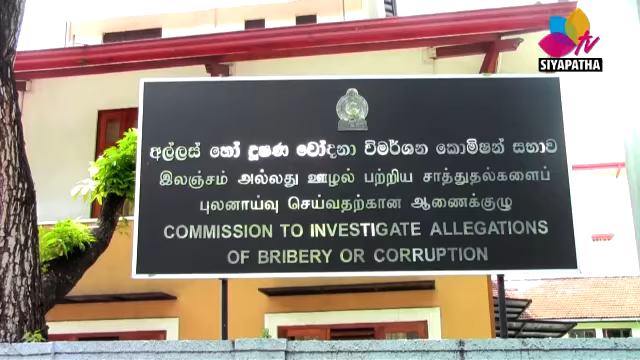 tv
SIYAPATHA
අල්ලස් හෝ දූෂණ චෝදනා විමර්ශන කොමිෂන් සභාව
இலஞ்சம் அல்லது ஊழல் பற்றிய சாத்துதல்களைப்
புலனாய்வு செய்வதற்கான ஆணைக்குழு
COMMISSION TO INVESTIGATE ALLEGATIONS
OF BRIBERY OR CORRUPTION